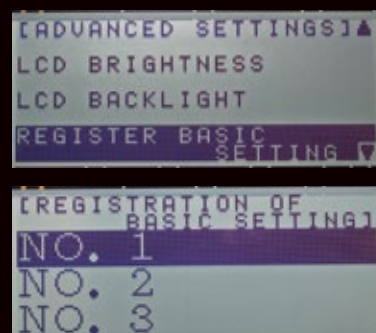 [ADVANCED SETTINGS]▲
LCD BRIGHTNESS
LCD BACKLIGHT
REGISTER BASIC
SETTING ▽
[REGISTRATION OF
BASIC SETTING]
NO. 1
NO. 2
NO. 3